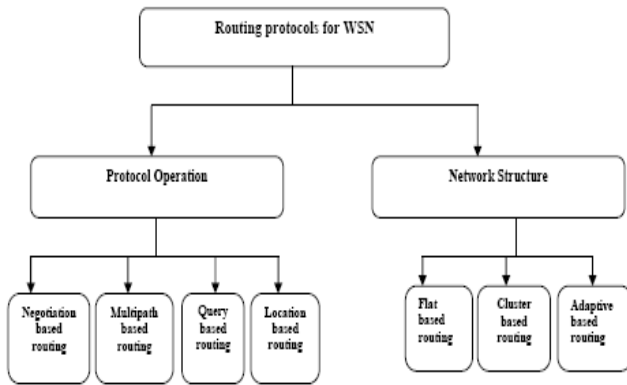 Routing protocols for WSN
Protocol Operation
Network Structure
Negotiation
based
routing
Multipath
based
routing
Query
based
routing
Location
based
routing
Flat
based
routing
Cluster
based
routing
Adaptive
based
routing